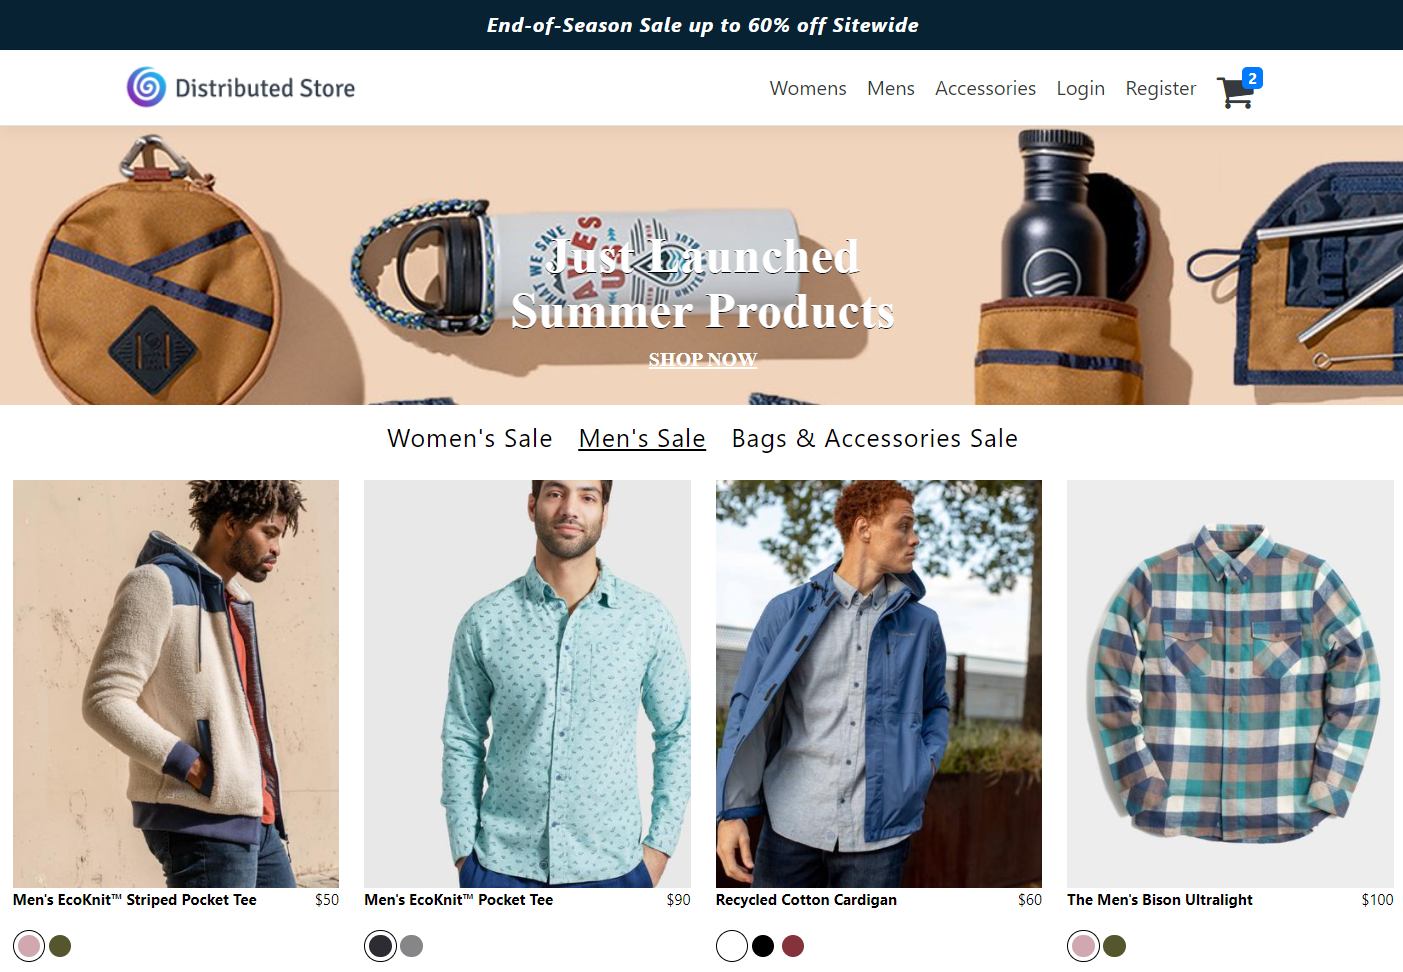 End-of-Season Sale up to 60% off Sitewide
Distributed Store
Womens Mens Accessories Login Register 2
WE SAVE
Just Launched
Summer Products
SHOP NOW
Women's Sale Men's Sale Bags & Accessories Sale
Men's EcoKnit™ Striped Pocket Tee $50
Men's EcoKnit™ Pocket Tee $90
Recycled Cotton Cardigan $60
The Men's Bison Ultralight $100